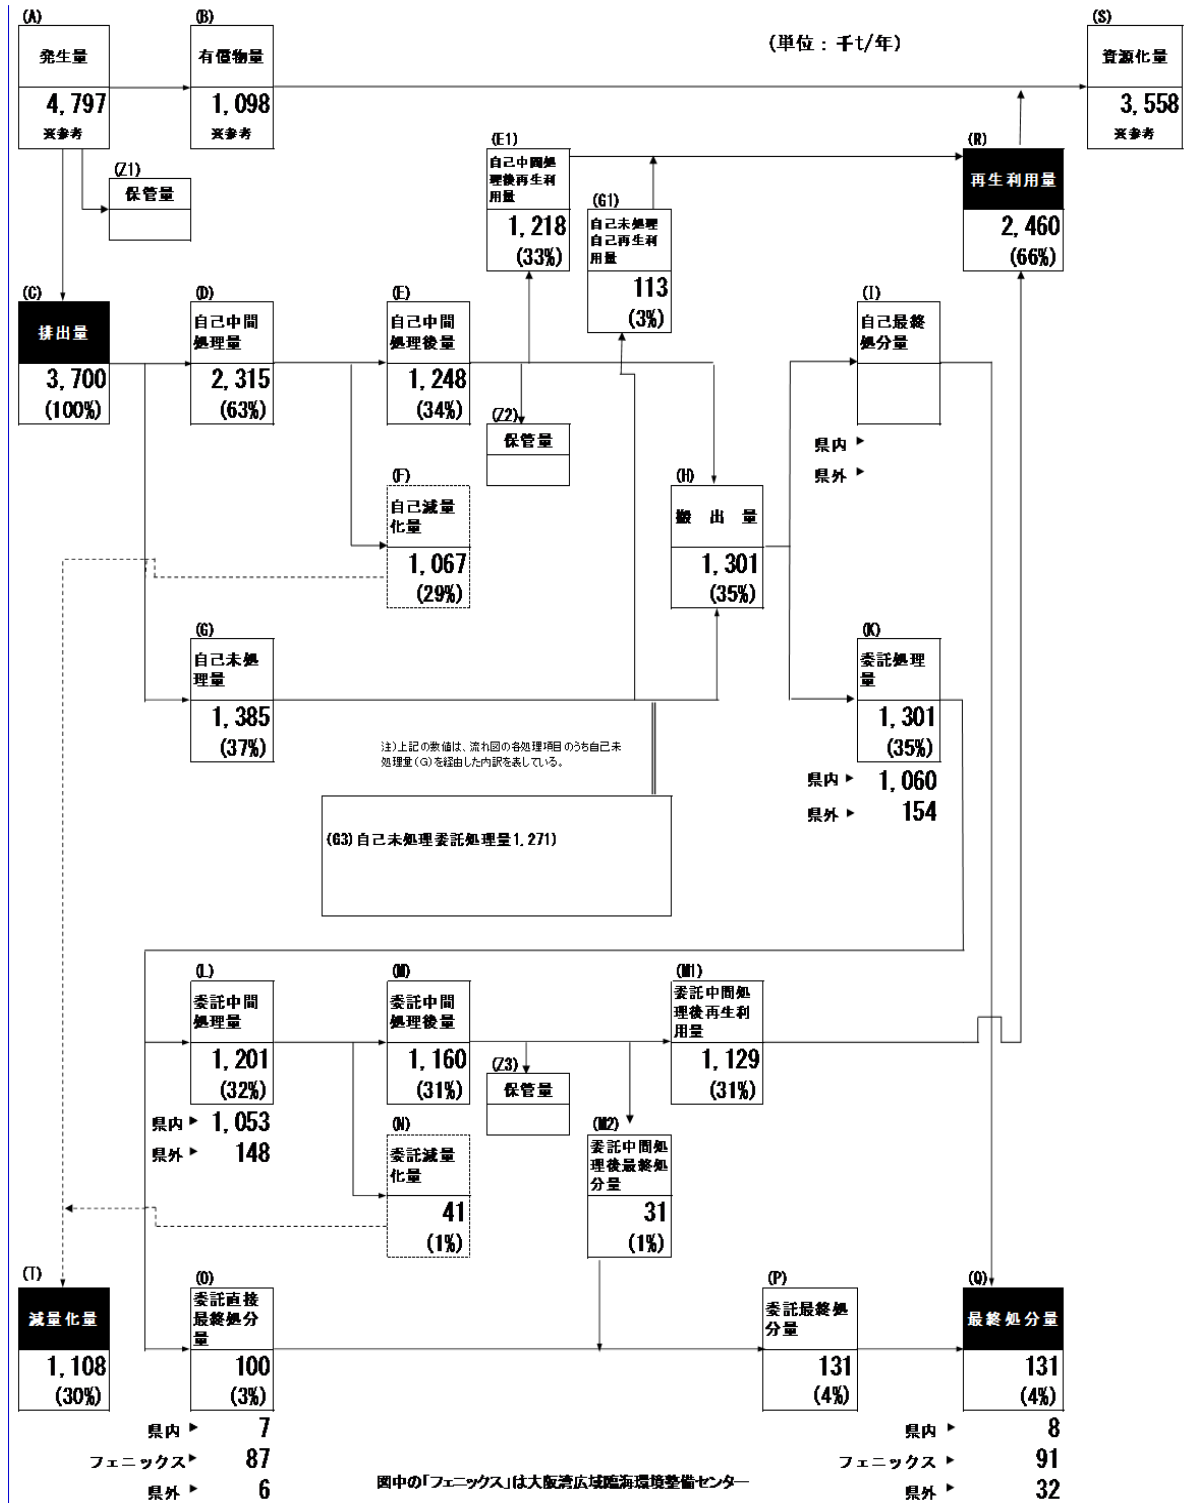 (A)
発生量
4,797
※参考
(B)
有償物量
1,098
※参考
(単位：千t/年)
(S)
資源化量
3,558
※参考
(Z1)
保管量
(E1)
自己中間処
理後再生利
用量
1,218
(33%)
(G1)
自己未処理
自己再生利
用量
113
(3%)
(R)
再生利用量
2,460
(66%)
(C)
排出量
3,700
(100%)
(D)
自己中間
処理量
2,315
(63%)
(E)
自己中間
処理後量
1,248
(34%)
(Z2)
保管量
(I)
自己最終
処分量
県内
県外
(F)
自己減量
化量
1,067
(29%)
(H)
搬出量
1,301
(35%)
(G)
自己未処
理量
1,385
(37%)
(K)
委託処理
量
1,301
(35%)
県内 1,060
県外 154
注)上記の数値は、流れ図の各処理項目のうち自己未
処理量(G)を経由した内訳を表している。
(G3)自己未処理委託処理量1,271)
(L)
委託中間
処理量
1,201
(32%)
県内 1,053
県外 148
(M)
委託中間
処理後量
1,160
(31%)
(Z3)
保管量
(M1)
委託中間処
理後再生利
用量
1,129
(31%)
(N)
委託減量
化量
41
(1%)
(M2)
委託中間処
理後最終処
分量
31
(1%)
(T)
減量化量
1,108
(30%)
(O)
委託直接
最終処分
量
100
(3%)
県内 7
フェニックス 87
県外 6
(P)
委託最終処
分量
131
(4%)
(Q)
最終処分量
131
(4%)
県内 8
フェニックス 91
県外 32
図中の「フェニックス」は大阪湾広域臨海環境整備センター